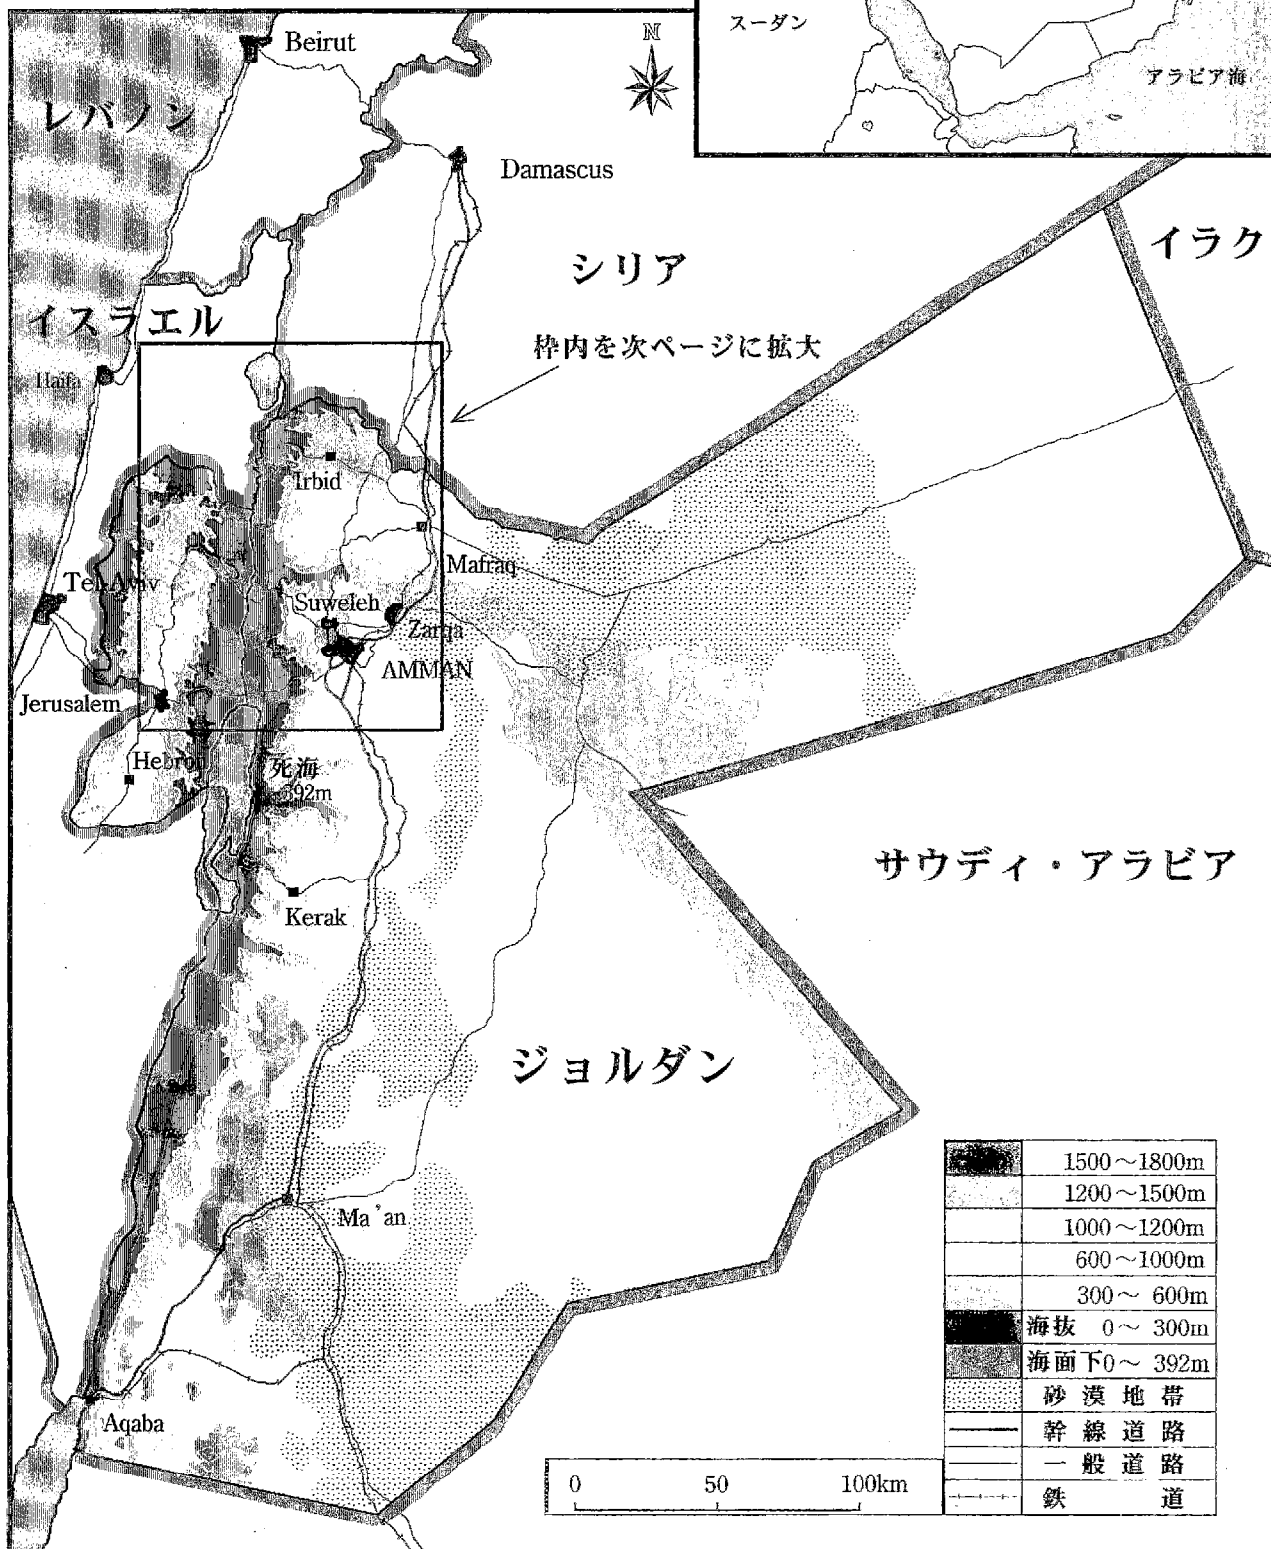 スーダン
アラビア海
N
Beirut
レバノン
Damascus
イラク
シリア
イスラエル
枠内を次ページに拡大
Haifa
Irbid
Mafraq
Tel Aviv
Suweleh
Zarqa
AMMAN
Jerusalem
Hebron
死海
-392m
サウディ・アラビア
Kerak
ジョルダン
Ma'an
Aqaba
1500～1800m
1200～1500m
1000～1200m
600～1000m
300～ 600m
海抜 0～ 300m
海面下0～ 392m
砂漠地帯
幹線道路
一般道路
鉄道
0 50 100km